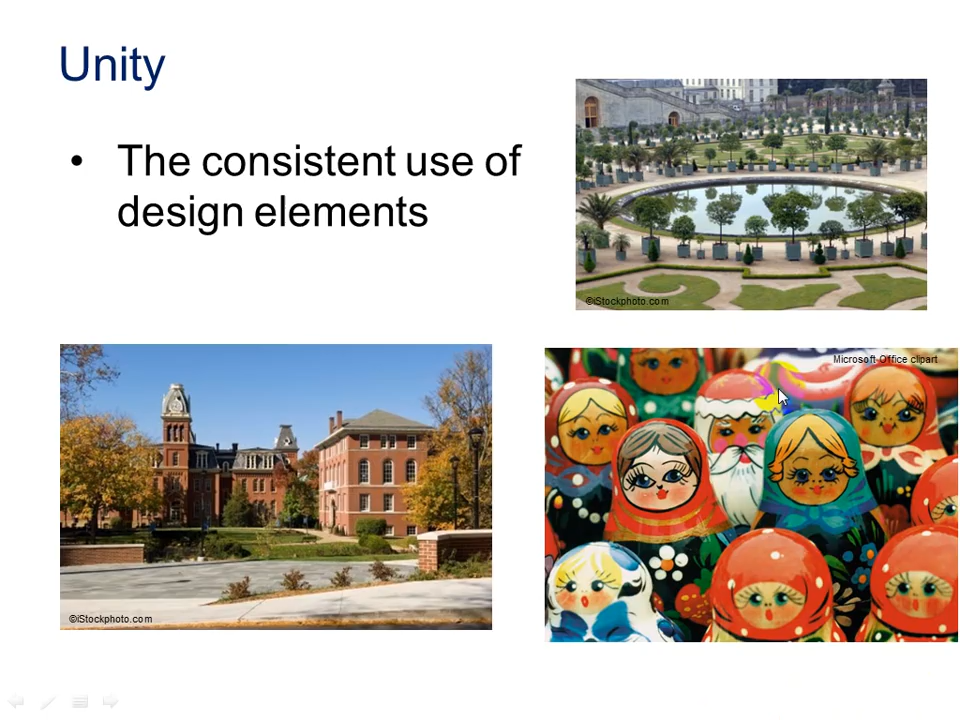 Unity
• The consistent use of
design elements
©iStockphoto.com
Microsoft Office clipart
©iStockphoto.com